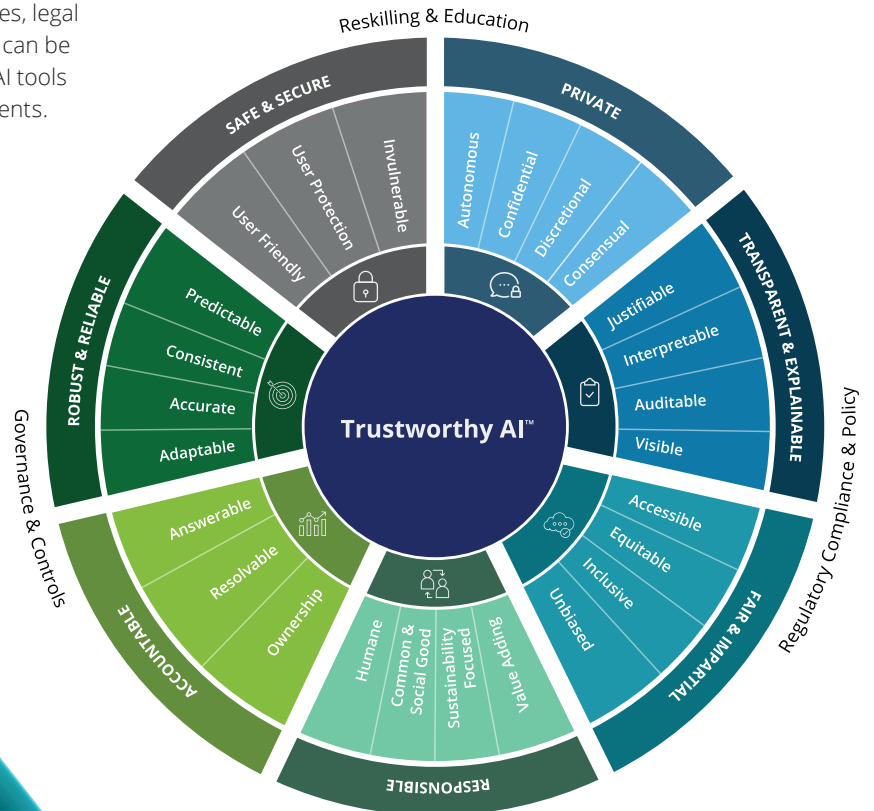 es, legal
can be
AI tools
ents.
Reskilling & Education
SAFE & SECURE
User Friendly
User Protection
Invulnerable
PRIVATE
Autonomous
Confidential
Discretional
Consensual
TRANSPARENT & EXPLAINABLE
Justifiable
Interpretable
Auditable
Visible
Regulatory Compliance & Policy
FAIR & IMPARTIAL
Accessible
Equitable
Inclusive
Unbiased
RESPONSIBLE
Humane
Common &
Social Good
Sustainability
Focused
Value Adding
ACCOUNTABLE
Answerable
Resolvable
Ownership
Governance & Controls
ROBUST & RELIABLE
Predictable
Consistent
Accurate
Adaptable
Trustworthy AI™